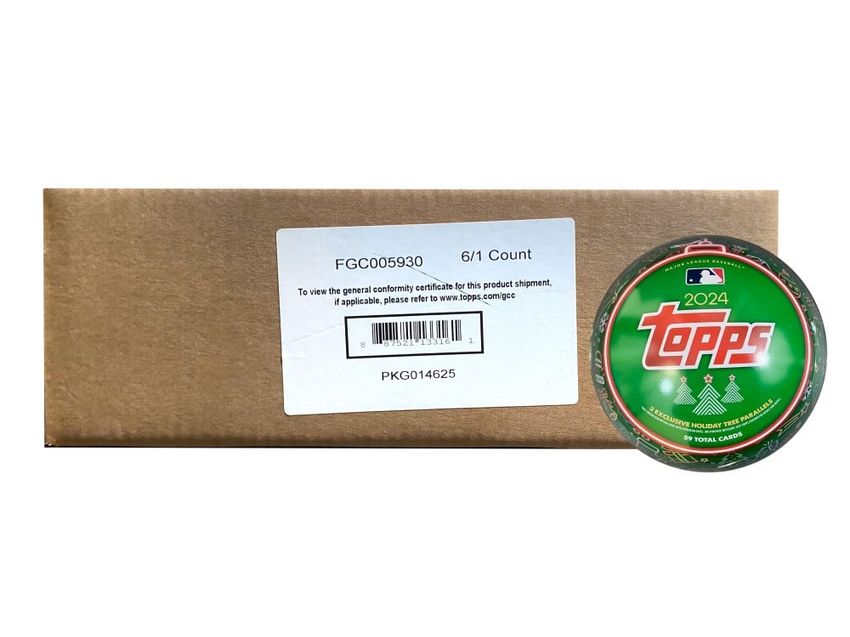 FGC005930 6/1 Count
To view the general conformity certificate for this product shipment,
if applicable, please refer to www.topps.com/gcc
8 87521 13316 1
PKG014625
MAJOR LEAGUE BASEBALL
2024
TOPPS
3 EXCLUSIVE HOLIDAY TREE PARALLELS
59 TOTAL CARDS